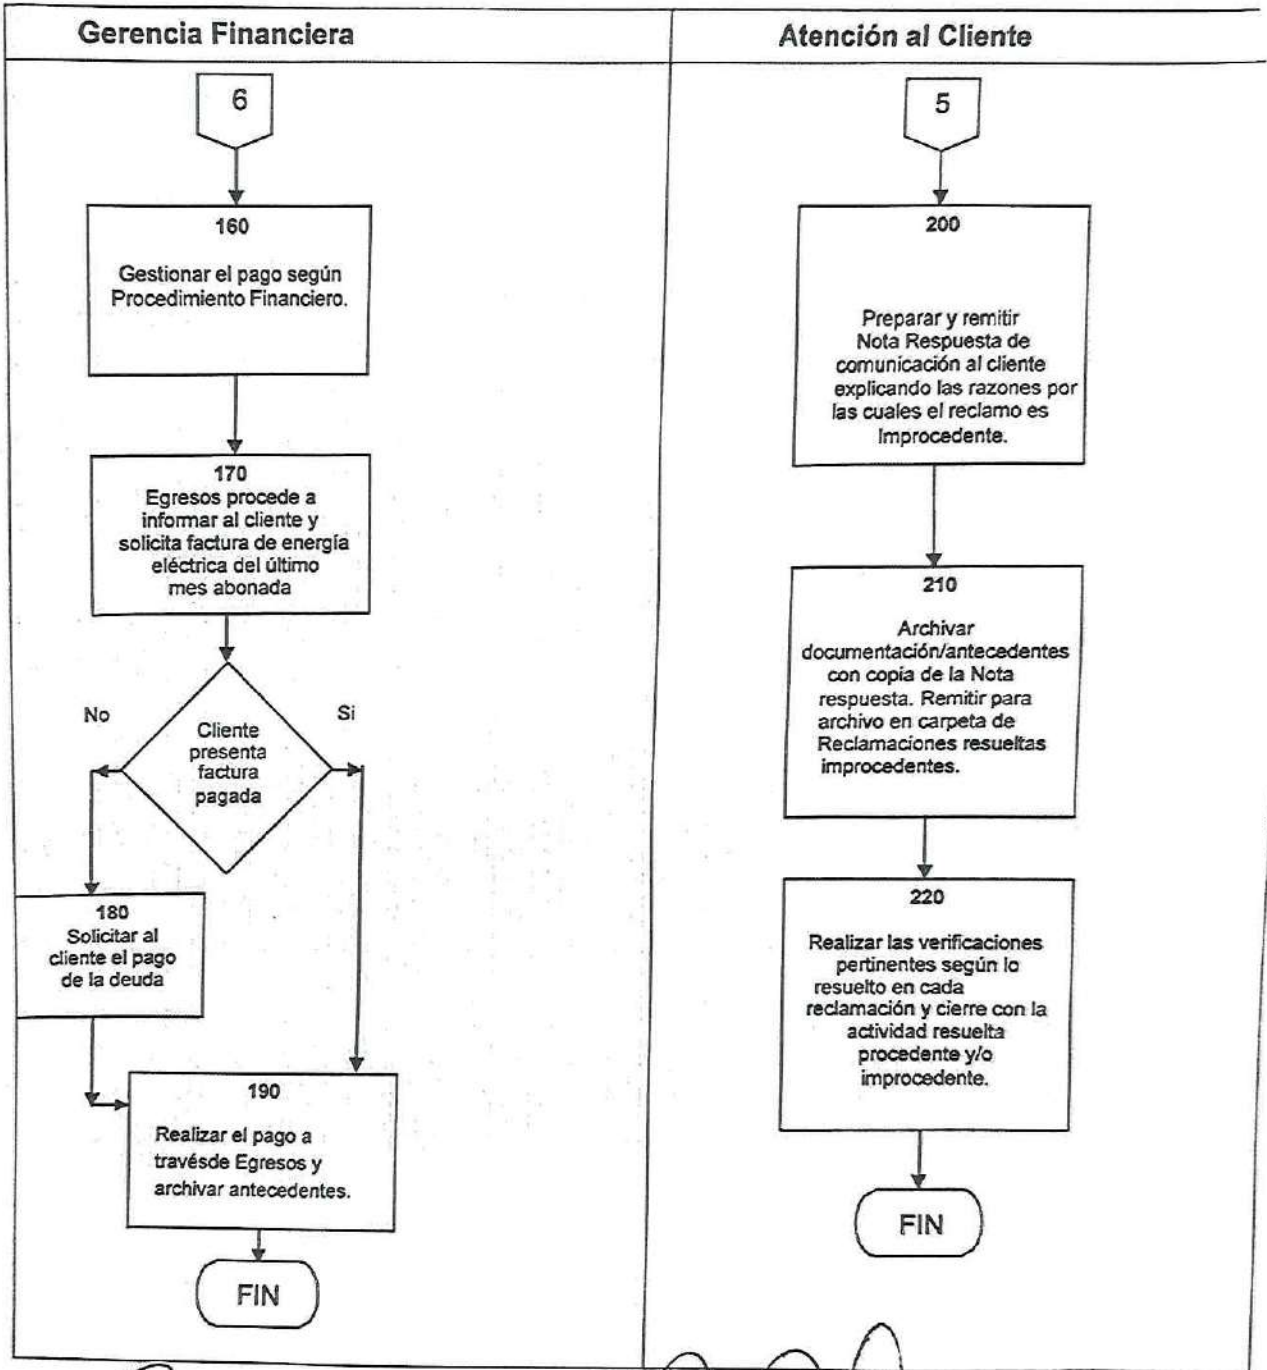 Gerencia Financiera
6
160
Gestionar el pago según
Procedimiento Financiero.
170
Egresos procede a
informar al cliente y
solicita factura de energía
eléctrica del último
mes abonada
No
Si
Cliente
presenta
factura
pagada
180
Solicitar al
cliente el pago
de la deuda
190
Realizar el pago a
travésde Egresos y
archivar antecedentes.
FIN
Atención al Cliente
5
200
Preparar y remitir
Nota Respuesta de
comunicación al cliente
explicando las razones por
las cuales el reclamo es
Improcedente.
210
Archivar
documentación/antecedentes
con copia de la Nota
respuesta. Remitir para
archivo en carpeta de
Reclamaciones resueltas
improcedentes.
220
Realizar las verificaciones
pertinentes según lo
resuelto en cada
reclamación y cierre con la
actividad resuelta
procedente y/o
improcedente.
FIN